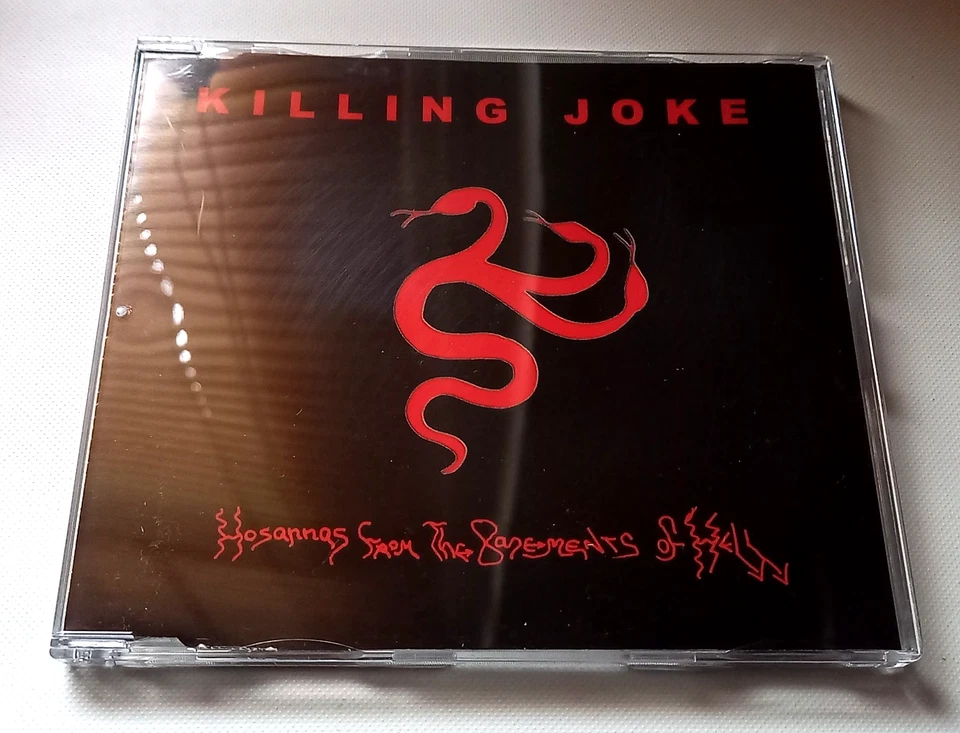 KILLING JOKE
Hosannas from The Basements of Hell